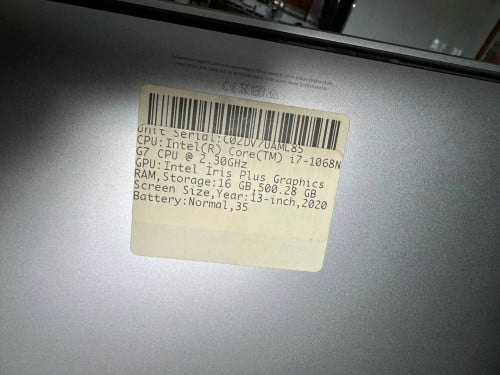 Unit Serial:C02DV7UAML85
CPU:Intel(R) Core(TM) i7-1068N
G7 CPU @ 2.30GHz
GPU:Intel Iris Plus Graphics
RAM,Storage:16 GB,500.28 GB
Screen Size,Year:13-inch,2020
Battery:Normal,35